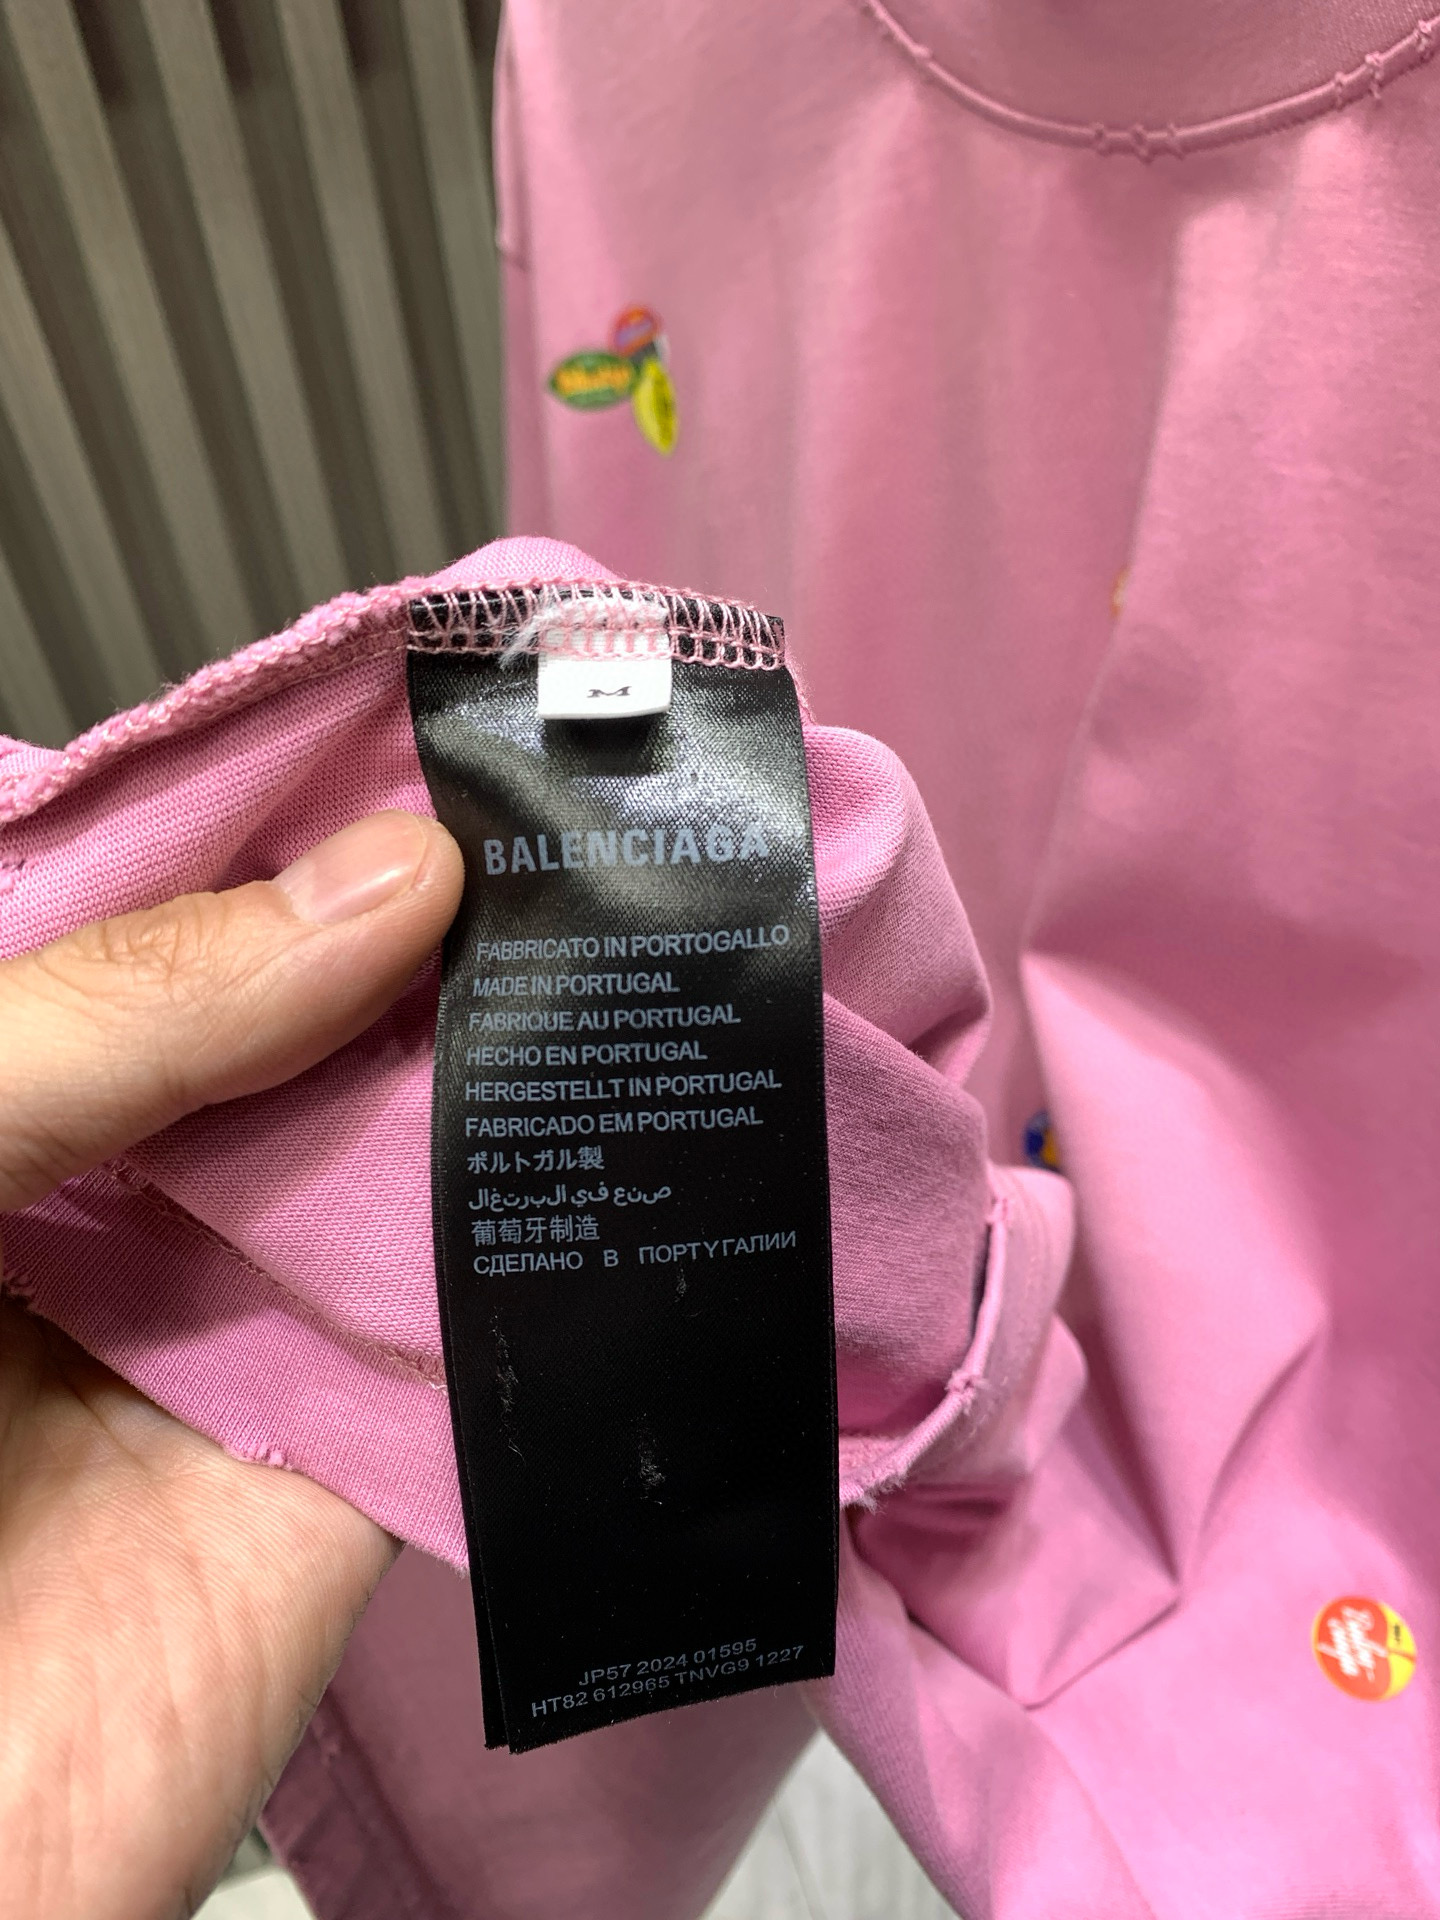 M
BALENCIAGA
FABBRICATO IN PORTOGALLO
MADE IN PORTUGAL
FABRIQUE AU PORTUGAL
HECHO EN PORTUGAL
HERGESTELLT IN PORTUGAL
FABRICADO EM PORTUGAL
ポルトガル製
صنع في البرتغال
葡萄牙制造
СДЕЛАНО В ПОРТУГАЛИИ
JP57 2024 01595
HT82 612965 TNVG9 1227